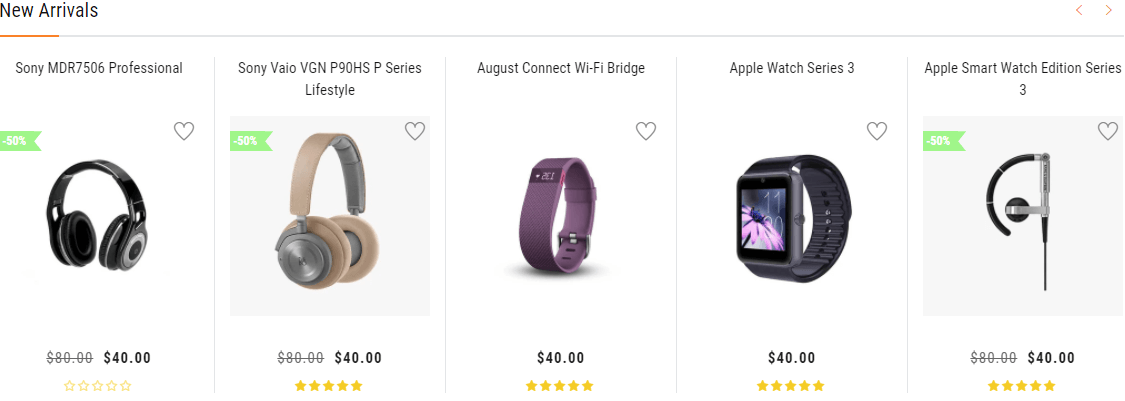 New Arrivals
Sony MDR7506 Professional
-50%
$80.00 $40.00
Sony Vaio VGN P90HS P Series
Lifestyle
-50%
$80.00 $40.00
August Connect Wi-Fi Bridge
$40.00
Apple Watch Series 3
$40.00
Apple Smart Watch Edition Series
3
-50%
$80.00 $40.00